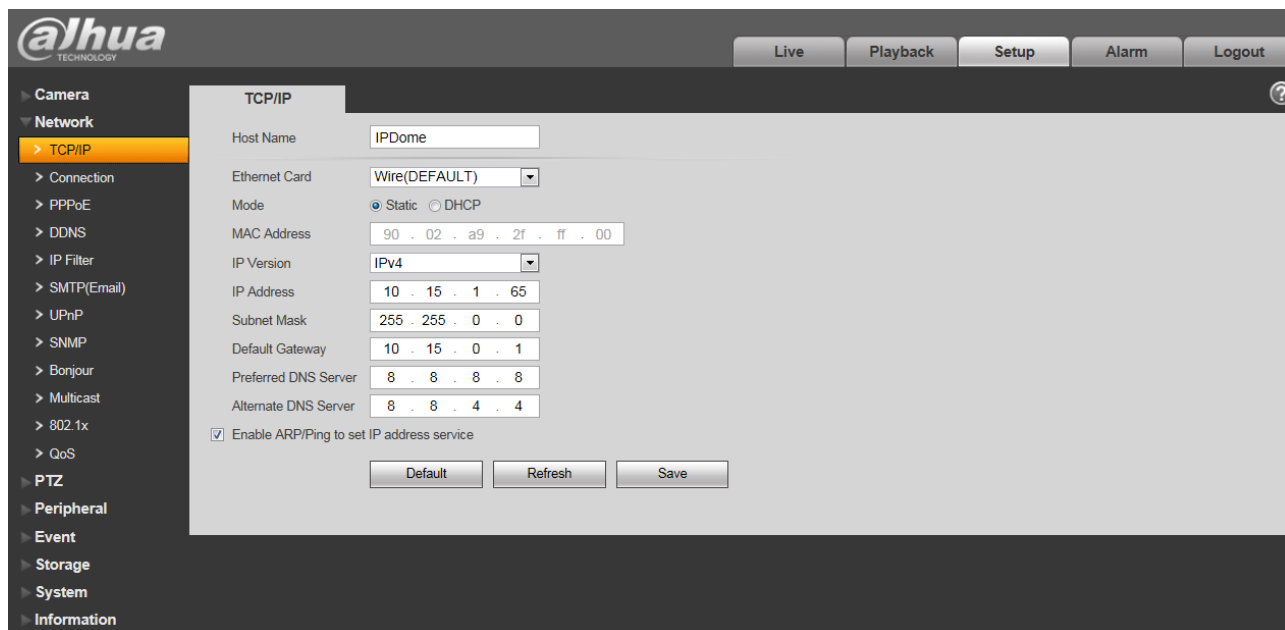 alhua
TECHNOLOGY
Live Playback Setup Alarm Logout
Camera
Network
> TCP/IP
> Connection
> PPPoE
> DDNS
> IP Filter
> SMTP(Email)
> UPnP
> SNMP
> Bonjour
> Multicast
> 802.1x
> QoS
PTZ
Peripheral
Event
Storage
System
Information
TCP/IP
?
Host Name IPDome
Ethernet Card Wire(DEFAULT)
Mode Static DHCP
MAC Address 90 . 02 . a9 . 2f . ff . 00
IP Version IPv4
IP Address 10 . 15 . 1 . 65
Subnet Mask 255 . 255 . 0 . 0
Default Gateway 10 . 15 . 0 . 1
Preferred DNS Server 8 . 8 . 8 . 8
Alternate DNS Server 8 . 8 . 4 . 4
Enable ARP/Ping to set IP address service
Default Refresh Save